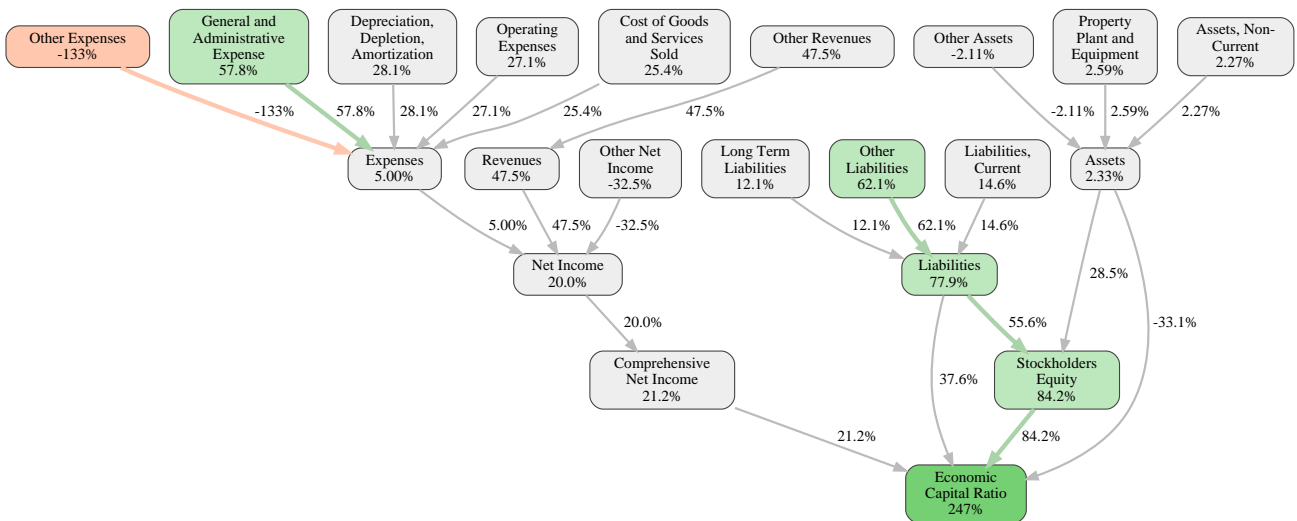 Other Expenses
-133%
General and
Administrative
Expense
57.8%
Depreciation,
Depletion,
Amortization
28.1%
Operating
Expenses
27.1%
Cost of Goods
and Services
Sold
25.4%
Other Revenues
47.5%
Other Assets
-2.11%
Property
Plant and
Equipment
2.59%
Assets, Non-
Current
2.27%
-133%
57.8%
28.1%
27.1%
25.4%
47.5%
-2.11%
2.59%
2.27%
Expenses
5.00%
Revenues
47.5%
Other Net
Income
-32.5%
Long Term
Liabilities
12.1%
Other
Liabilities
62.1%
Liabilities,
Current
14.6%
Assets
2.33%
5.00%
47.5%
-32.5%
12.1%
62.1%
14.6%
Net Income
20.0%
Liabilities
77.9%
28.5%
20.0%
55.6%
-33.1%
Comprehensive
Net Income
21.2%
37.6%
Stockholders
Equity
84.2%
21.2%
84.2%
Economic
Capital Ratio
247%